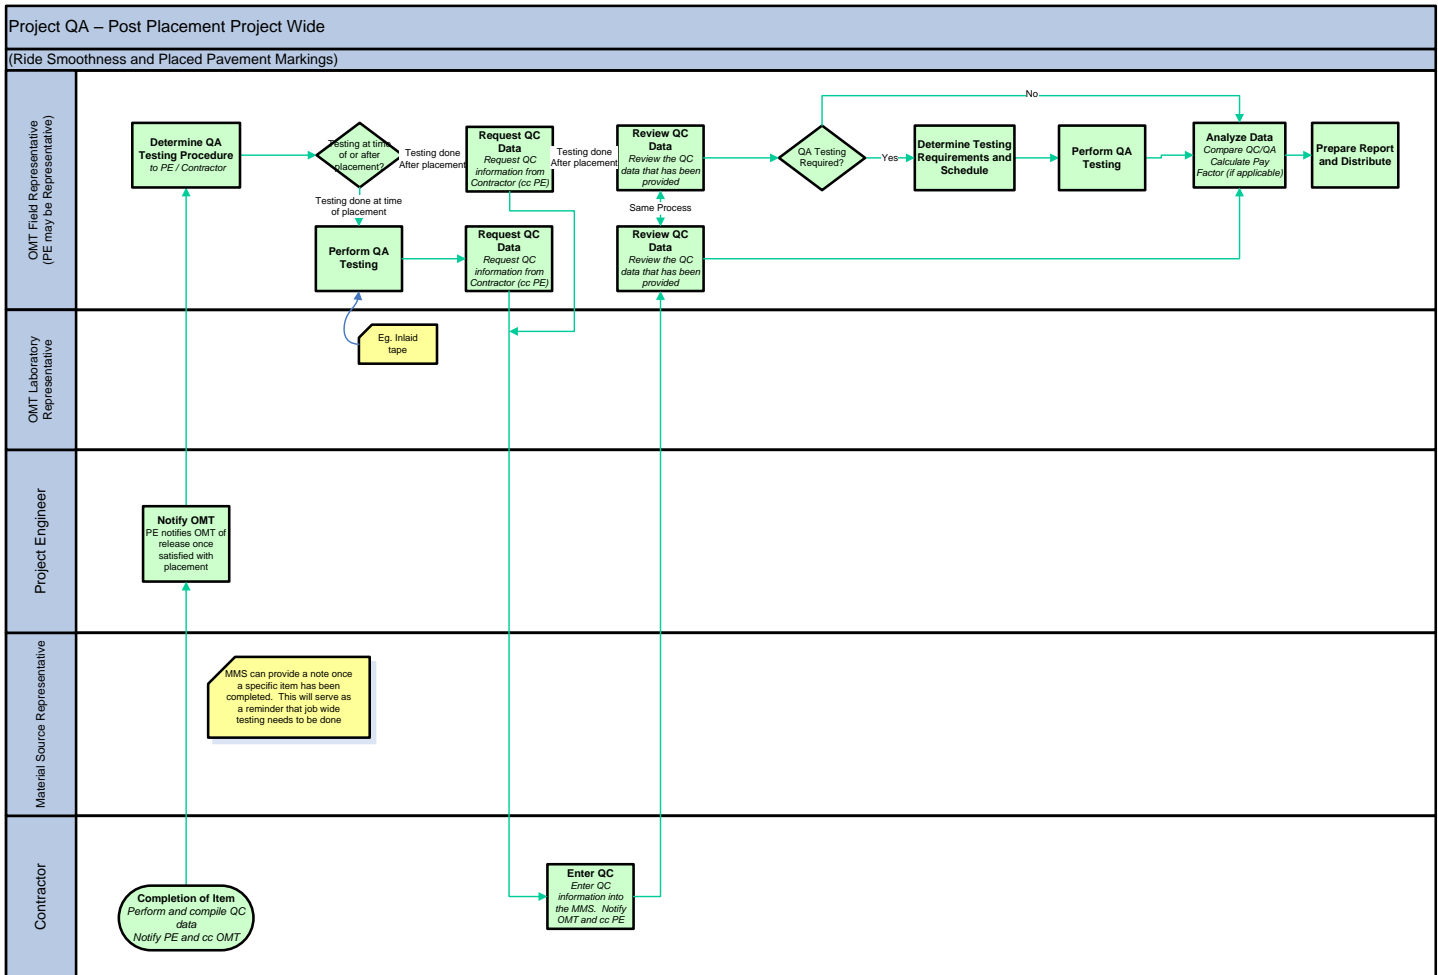 Project QA – Post Placement Project Wide
(Ride Smoothness and Placed Pavement Markings)
OMT Field Representative
(PE may be Representative)
Determine QA
Testing Procedure
to PE / Contractor
Testing at time
of or after
placement?
Testing done
After placement
Request QC
Data
Request QC
information from
Contractor (cc PE)
Testing done
After placement
Review QC
Data
Review the QC
data that has been
provided
QA Testing
Required?
No
Yes
Determine Testing
Requirements and
Schedule
Perform QA
Testing
Analyze Data
Compare QC/QA
Calculate Pay
Factor (if applicable)
Prepare Report
and Distribute
Testing done at time
of placement
Same Process
Perform QA
Testing
Request QC
Data
Request QC
information from
Contractor (cc PE)
Review QC
Data
Review the QC
data that has been
provided
OMT Laboratory
Representative
Eg. Inlaid
tape
Project Engineer
Notify OMT
PE notifies OMT of
release once
satisfied with
placement
Material Source Representative
MMS can provide a note once
a specific item has been
completed. This will serve as
a reminder that job wide
testing needs to be done
Contractor
Completion of Item
Perform and compile QC
data
Notify PE and cc OMT
Enter QC
Enter QC
information into
the MMS. Notify
OMT and cc PE